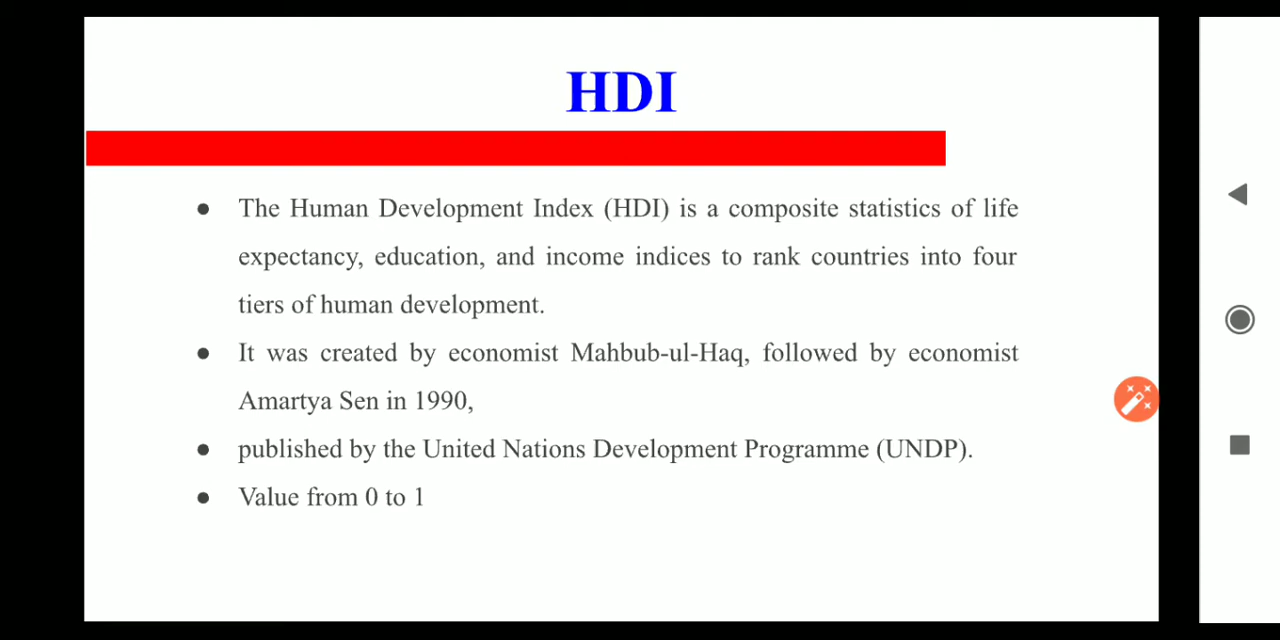 HDI
● The Human Development Index (HDI) is a composite statistics of life
expectancy, education, and income indices to rank countries into four
tiers of human development.
● It was created by economist Mahbub-ul-Haq, followed by economist
Amartya Sen in 1990,
● published by the United Nations Development Programme (UNDP).
● Value from 0 to 1